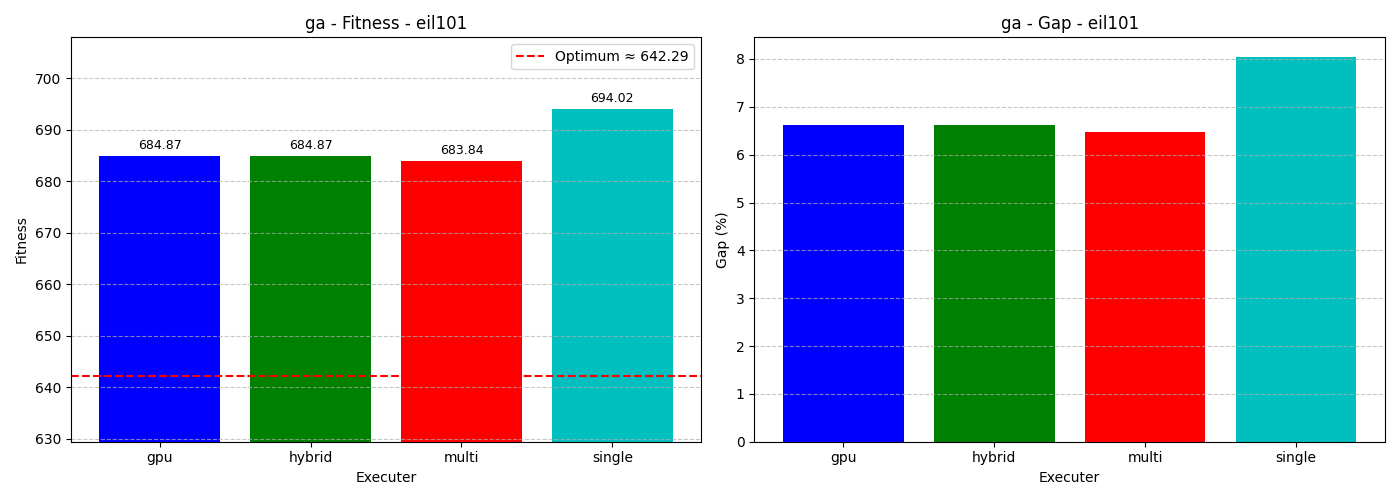 ga - Fitness - eil101
Optimum ≈ 642.29
700
690
680
670
660
650
640
630
Fitness
684.87
684.87
683.84
694.02
gpu
hybrid
multi
single
Executer
ga - Gap - eil101
8
7
6
5
4
3
2
1
0
Gap (%)
gpu
hybrid
multi
single
Executer